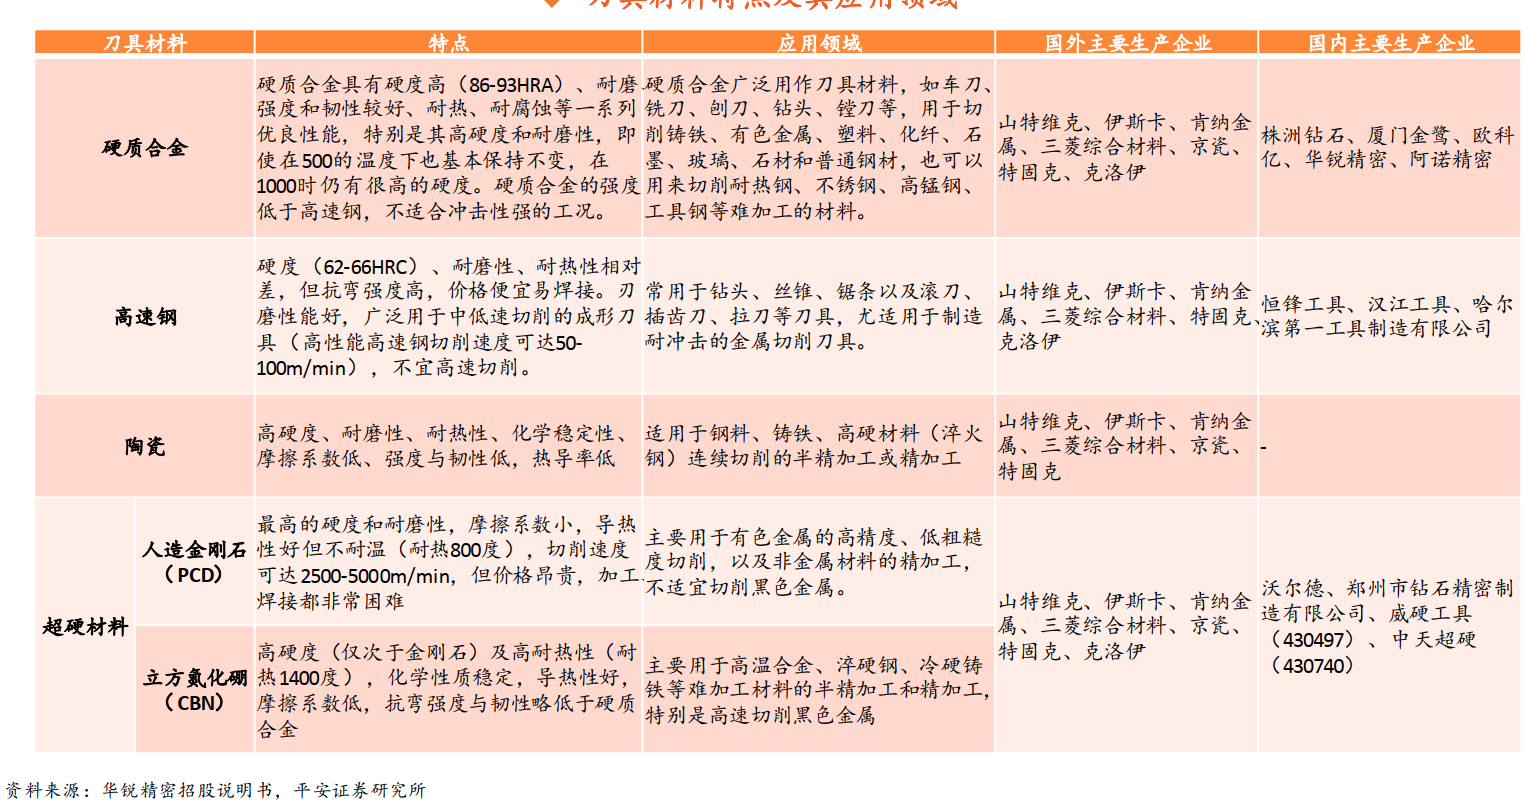 刀具材料特点及其应用领域
刀具材料
特点
应用领域
国外主要生产企业
国内主要生产企业
硬质合金
硬质合金具有硬度高（86-93HRA）、耐磨、
强度和韧性较好、耐热、耐腐蚀等一系列
优良性能，特别是其高硬度和耐磨性，即
使在500的温度下也基本保持不变，在
1000时仍有很高的硬度。硬质合金的强度
低于高速钢，不适合冲击性强的工况。
硬质合金广泛用作刀具材料，如车刀、
铣刀、刨刀、钻头、镗刀等，用于切
削铸铁、有色金属、塑料、化纤、石
墨、玻璃、石材和普通钢材，也可以
用来切削耐热钢、不锈钢、高锰钢、
工具钢等难加工的材料。
山特维克、伊斯卡、肯纳金
属、三菱综合材料、京瓷、
特固克、克洛伊
株洲钻石、厦门金鹭、欧科
亿、华锐精密、阿诺精密
高速钢
硬度（62-66HRC）、耐磨性、耐热性相对
差，但抗弯强度高，价格便宜易焊接。刃
磨性能好，广泛用于中低速切削的成形刀
具（高性能高速钢切削速度可达50-
100m/min），不宜高速切削。
常用于钻头、丝锥、锯条以及滚刀、
插齿刀、拉刀等刀具，尤适用于制造
耐冲击的金属切削刀具。
山特维克、伊斯卡、肯纳金
属、三菱综合材料、特固克、
克洛伊
恒锋工具、汉江工具、哈尔
滨第一工具制造有限公司
陶瓷
高硬度、耐磨性、耐热性、化学稳定性、
摩擦系数低、强度与韧性低，热导率低
适用于钢料、铸铁、高硬材料（淬火
钢）连续切削的半精加工或精加工
山特维克、伊斯卡、肯纳金
属、三菱综合材料、京瓷、
特固克
-
超硬材料
人造金刚石
（PCD）
最高的硬度和耐磨性，摩擦系数小，导热
性好但不耐温（耐热800度），切削速度
可达2500-5000m/min，但价格昂贵，加工、
焊接都非常困难
主要用于有色金属的高精度、低粗糙
度切削，以及非金属材料的精加工，
不适宜切削黑色金属。
山特维克、伊斯卡、肯纳金
属、三菱综合材料、京瓷、
特固克、克洛伊
沃尔德、郑州市钻石精密制
造有限公司、威硬工具
（430497）、中天超硬
（430740）
立方氮化硼
（CBN）
高硬度（仅次于金刚石）及高耐热性（耐
热1400度），化学性质稳定，导热性好，
摩擦系数低，抗弯强度与韧性略低于硬质
合金
主要用于高温合金、淬硬钢、冷硬铸
铁等难加工材料的半精加工和精加工，
特别是高速切削黑色金属
资料来源：华锐精密招股说明书，平安证券研究所